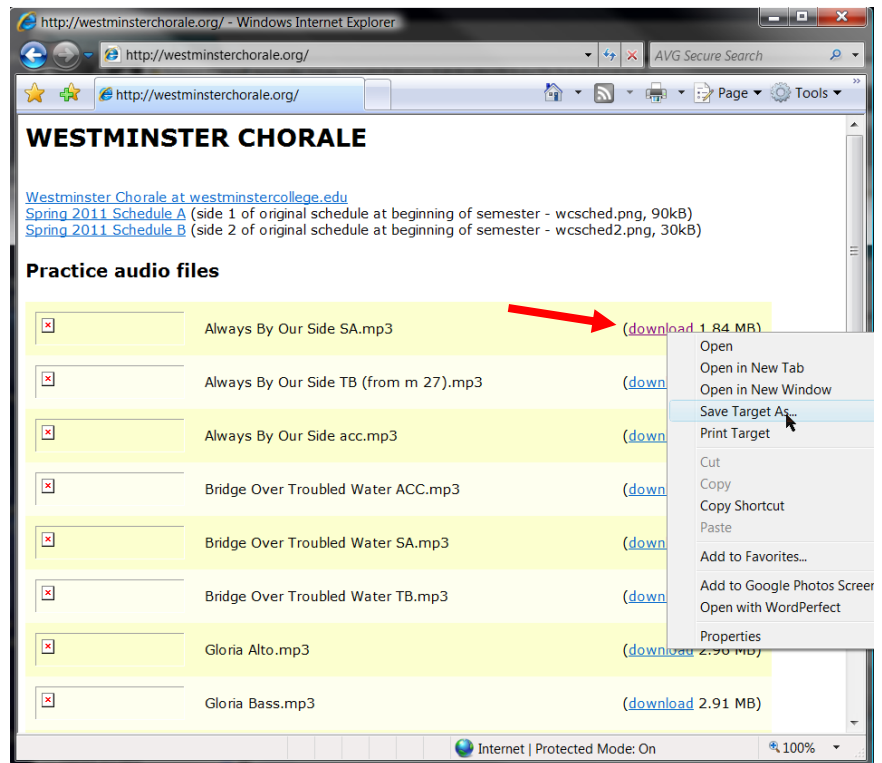 http://westminsterchorale.org/ - Windows Internet Explorer
http://westminsterchorale.org/ AVG Secure Search
http://westminsterchorale.org/ Page Tools
WESTMINSTER CHORALE
Westminster Chorale at westminstercollege.edu
Spring 2011 Schedule A (side 1 of original schedule at beginning of semester - wcsched.png, 90kB)
Spring 2011 Schedule B (side 2 of original schedule at beginning of semester - wcsched2.png, 30kB)
Practice audio files
Always By Our Side SA.mp3 (download 1.84 MB)
Always By Our Side TB (from m 27).mp3 (down
Always By Our Side acc.mp3 (down
Bridge Over Troubled Water ACC.mp3 (down
Bridge Over Troubled Water SA.mp3 (down
Bridge Over Troubled Water TB.mp3 (down
Gloria Alto.mp3 (download 2.96 MB)
Gloria Bass.mp3 (download 2.91 MB)
Open
Open in New Tab
Open in New Window
Save Target As...
Print Target
Cut
Copy
Copy Shortcut
Paste
Add to Favorites...
Add to Google Photos Screer
Open with WordPerfect
Properties
Internet | Protected Mode: On 100%